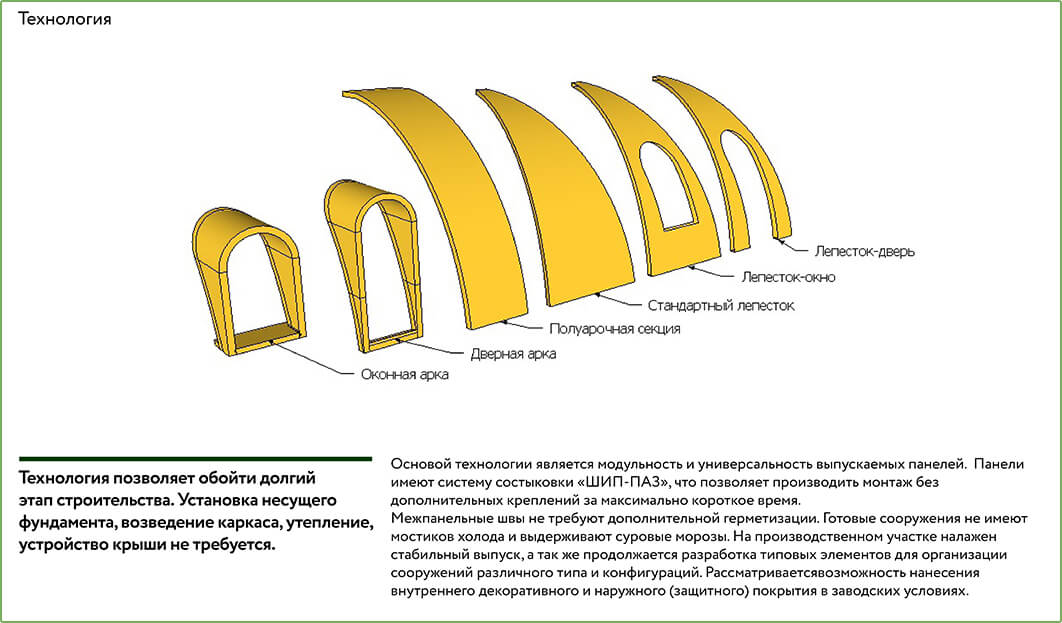 Технология
Лепесток-дверь
Лепесток-окно
Стандартный лепесток
Полуарочная секция
Дверная арка
Оконная арка
Технология позволяет обойти долгий
этап строительства. Установка несущего
фундамента, возведение каркаса, утепление,
устройство крыши не требуется.
Основой технологии является модульность и универсальность выпускаемых панелей. Панели
имеют систему состыковки «ШИП-ПАЗ», что позволяет производить монтаж без
дополнительных креплений за максимально короткое время.
Межпанельные швы не требуют дополнительной герметизации. Готовые сооружения не имеют
мостиков холода и выдерживают суровые морозы. На производственном участке налажен
стабильный выпуск, а так же продолжается разработка типовых элементов для организации
сооружений различного типа и конфигураций. Рассматриваетсявозможность нанесения
внутреннего декоративного и наружного (защитного) покрытия в заводских условиях.